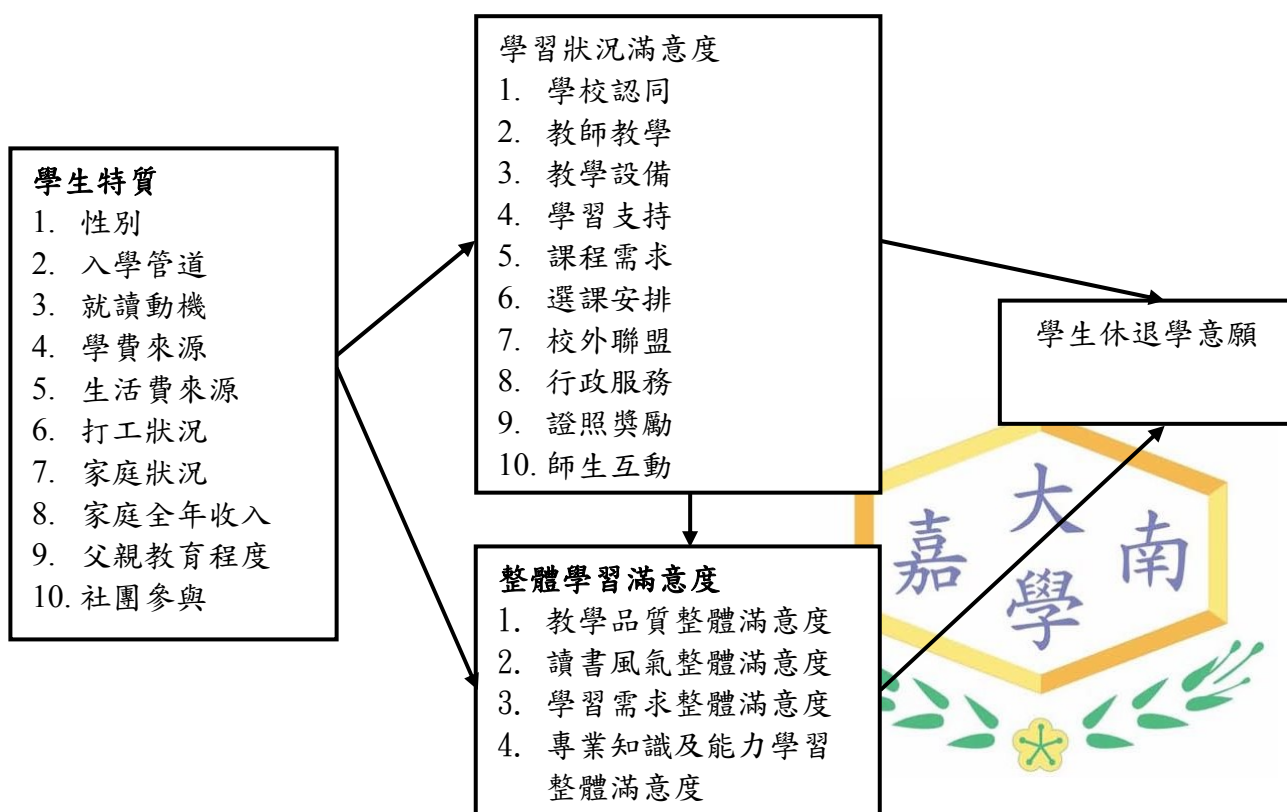 學習狀況滿意度
1. 學校認同
2. 教師教學
3. 教學設備
4. 學習支持
5. 課程需求
6. 選課安排
7. 校外聯盟
8. 行政服務
9. 證照獎勵
10. 師生互動
學生特質
1. 性別
2. 入學管道
3. 就讀動機
4. 學費來源
5. 生活費來源
6. 打工狀況
7. 家庭狀況
8. 家庭全年收入
9. 父親教育程度
10. 社團參與
學生休退學意願
整體學習滿意度
1. 教學品質整體滿意度
2. 讀書風氣整體滿意度
3. 學習需求整體滿意度
4. 專業知識及能力學習
整體滿意度
嘉 大 南
學